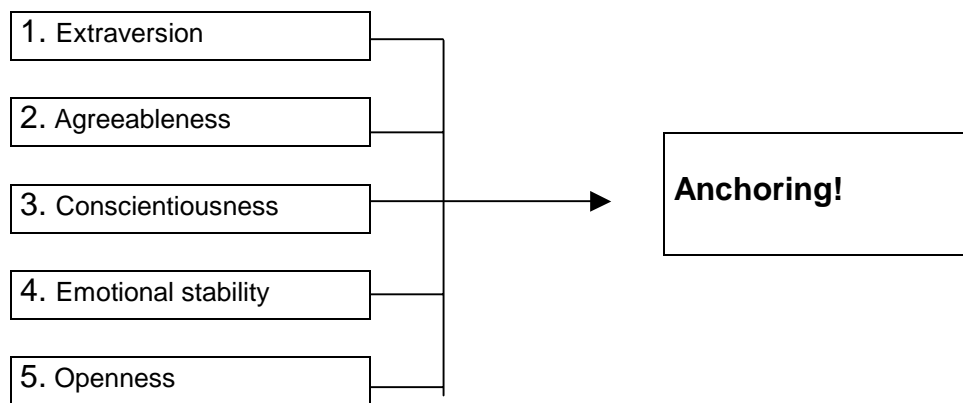 1. Extraversion
2. Agreeableness
3. Conscientiousness
4. Emotional stability
5. Openness
Anchoring!